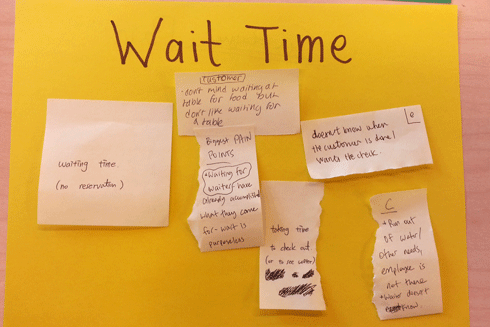 Wait Time
Customer
- don't mind waiting at
table for food but
don't like waiting for
a table
Waiting time
(no reservation)
Biggest PAIN
POINTS
• Waiting for
waiter - have
already accomplished
what they came
for - wait is
purposeless
e
doesn't know when
the customer is done /
wants the check.
taking time
to check out
(or to see waiter)
C
• Run out
of water/
other needs,
employee is
not there
• Waiter doesn't
know.